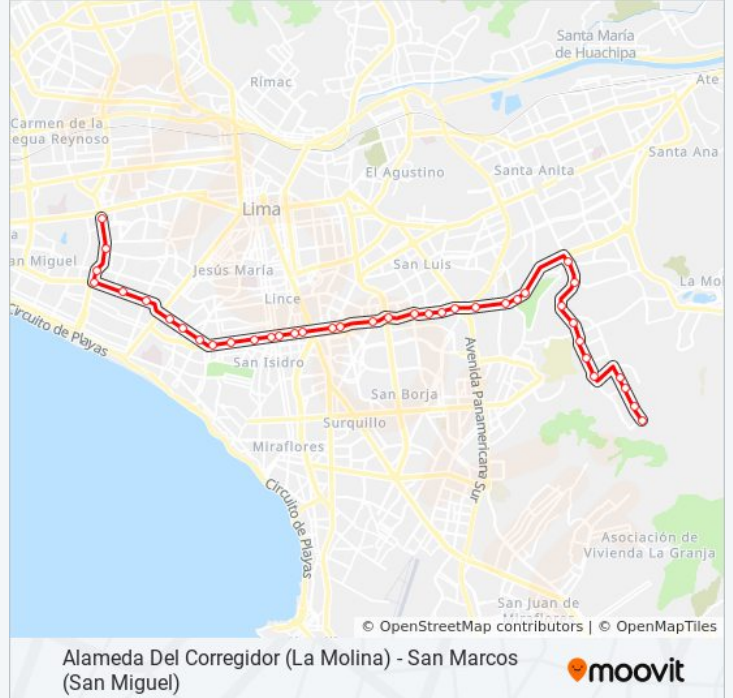 Santa María
de Huachipa
Rímac
Ate
Carmen de la
egua Reynoso
Santa Ana
El Agustino
Santa Anita
Lima
a
an Miguel
Jesús María
San Luis
La Mol
Lince
Circuito de Playas
San Isidro
Avenida Panamericana Sur
San Borja
Surquillo
Miraflores
Circuito de Playas
Asociación de
Vivienda La Granja
San Juan de
Miraflores
© OpenStreetMap contributors | © OpenMapTiles
Alameda Del Corregidor (La Molina) - San Marcos
(San Miguel)
moovit